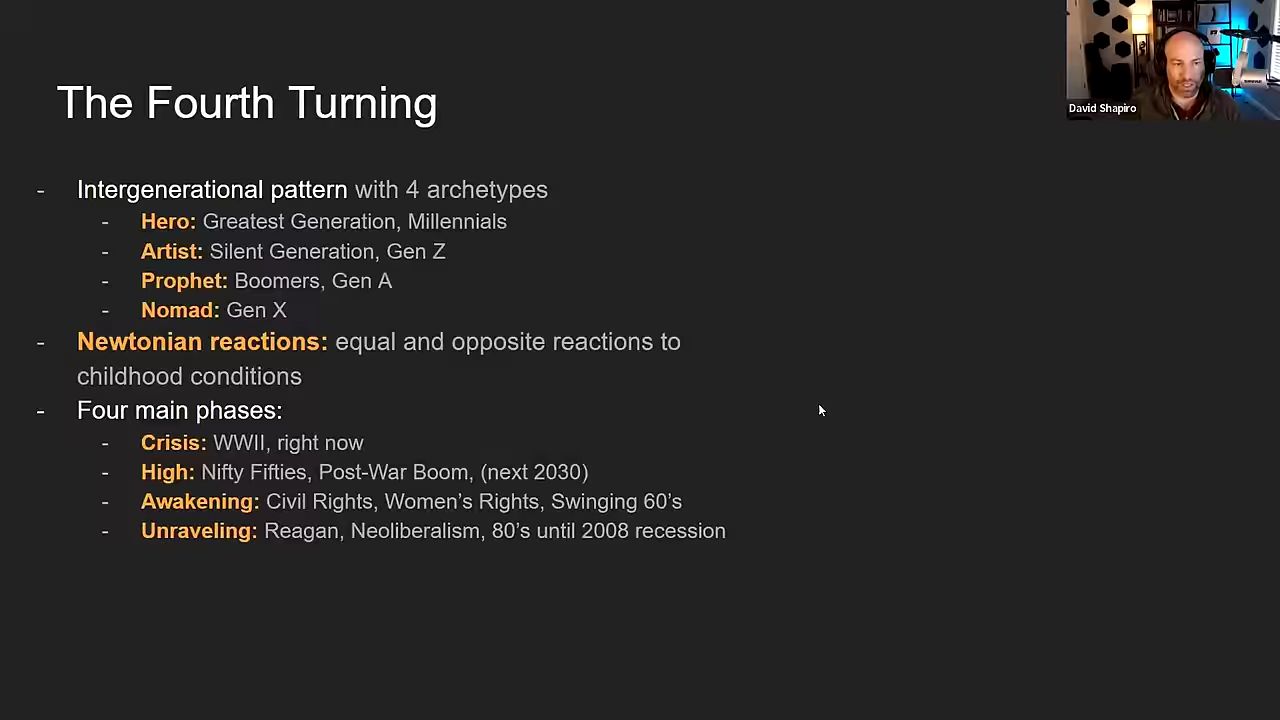 The Fourth Turning
David Shapiro
- Intergenerational pattern with 4 archetypes
- Hero: Greatest Generation, Millennials
- Artist: Silent Generation, Gen Z
- Prophet: Boomers, Gen A
- Nomad: Gen X
- Newtonian reactions: equal and opposite reactions to
childhood conditions
- Four main phases:
- Crisis: WWII, right now
- High: Nifty Fifties, Post-War Boom, (next 2030)
- Awakening: Civil Rights, Women’s Rights, Swinging 60’s
- Unraveling: Reagan, Neoliberalism, 80’s until 2008 recession